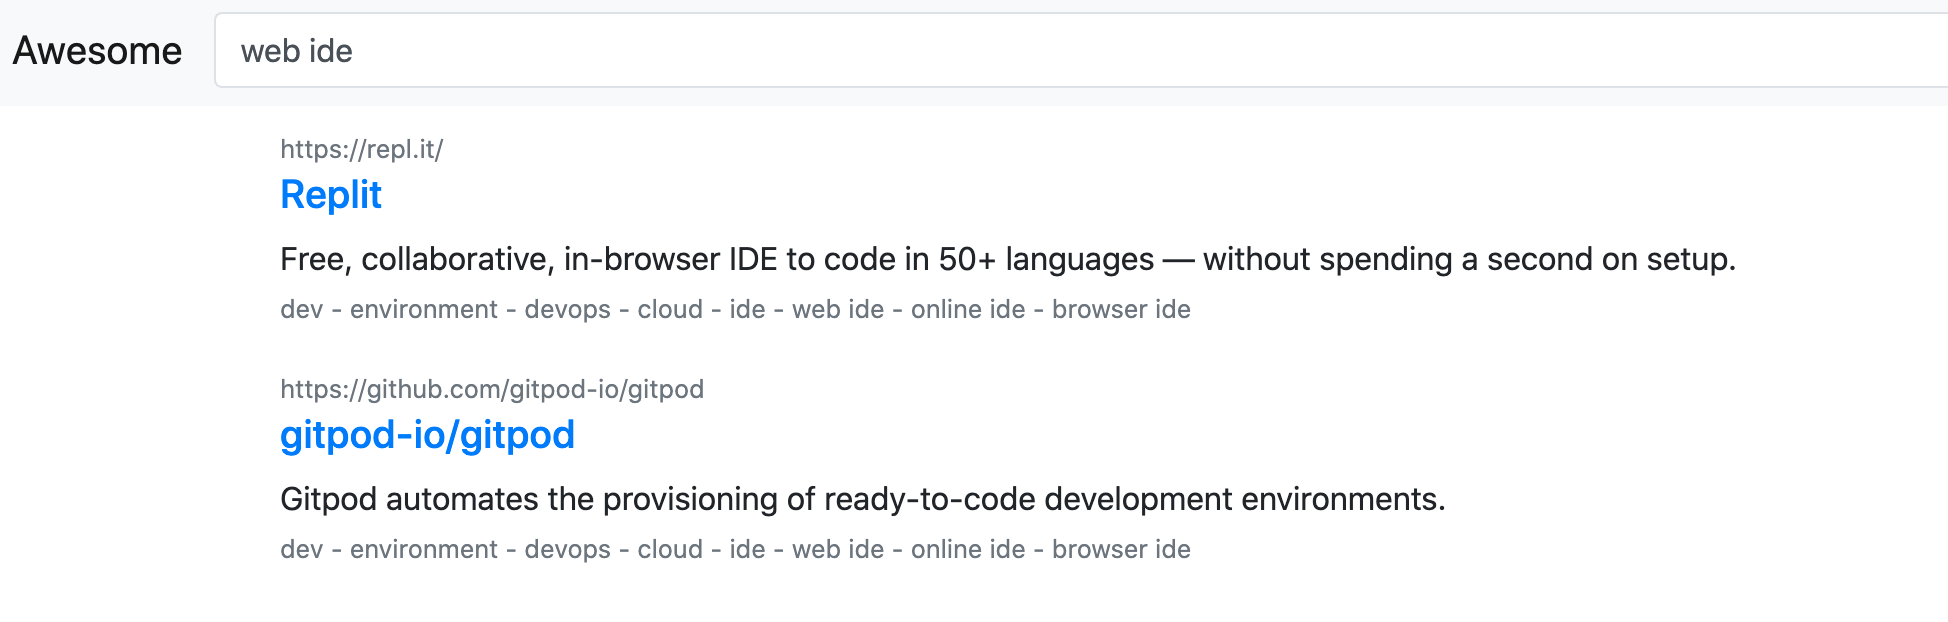 Awesome
web ide
https://repl.it/
Replit
Free, collaborative, in-browser IDE to code in 50+ languages — without spending a second on setup.
dev - environment - devops - cloud - ide - web ide - online ide - browser ide
https://github.com/gitpod-io/gitpod
gitpod-io/gitpod
Gitpod automates the provisioning of ready-to-code development environments.
dev - environment - devops - cloud - ide - web ide - online ide - browser ide